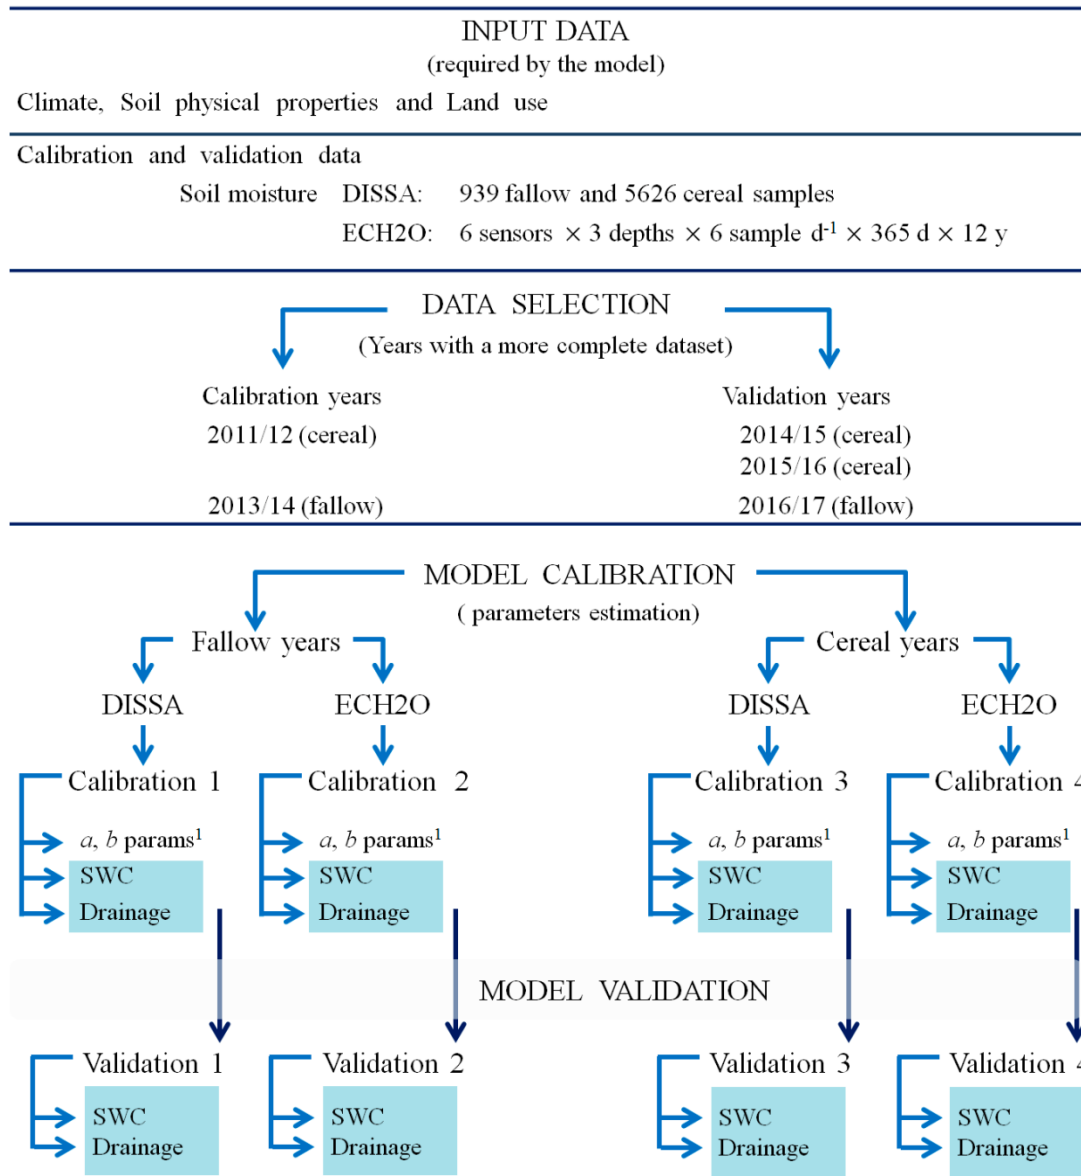 INPUT DATA
(required by the model)
Climate, Soil physical properties and Land use
Calibration and validation data
Soil moisture DISSA: 939 fallow and 5626 cereal samples
ECH2O: 6 sensors × 3 depths × 6 sample d⁻¹ × 365 d × 12 y
DATA SELECTION
(Years with a more complete dataset)
Calibration years Validation years
2011/12 (cereal) 2014/15 (cereal)
2015/16 (cereal)
2013/14 (fallow) 2016/17 (fallow)
MODEL CALIBRATION
( parameters estimation)
Fallow years Cereal years
DISSA ECH2O DISSA ECH2O
Calibration 1 Calibration 2 Calibration 3 Calibration 4
a, b params¹ a, b params¹ a, b params¹ a, b params¹
SWC SWC SWC SWC
Drainage Drainage Drainage Drainage
MODEL VALIDATION
Validation 1 Validation 2 Validation 3 Validation 4
SWC SWC SWC SWC
Drainage Drainage Drainage Drainage